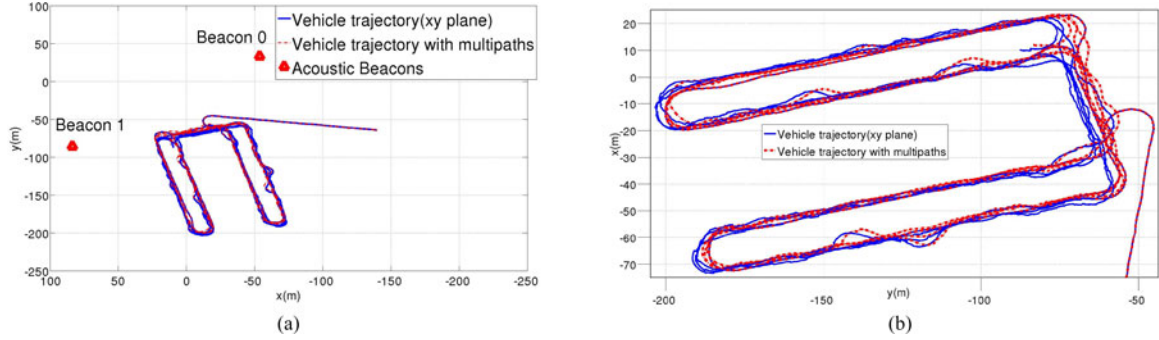 100
50
0
-50
-100
-150
-200
-250
y(m)
100
50
0
-50
-100
-150
-200
-250
x(m)
Beacon 0
Beacon 1
Vehicle trajectory(xy plane)
Vehicle trajectory with multipaths
Acoustic Beacons
(a)
20
10
0
-10
-20
-30
-40
-50
-60
-70
x(m)
Vehicle trajectory(xy plane)
Vehicle trajectory with multipaths
-200
-150
-100
-50
y(m)
(b)